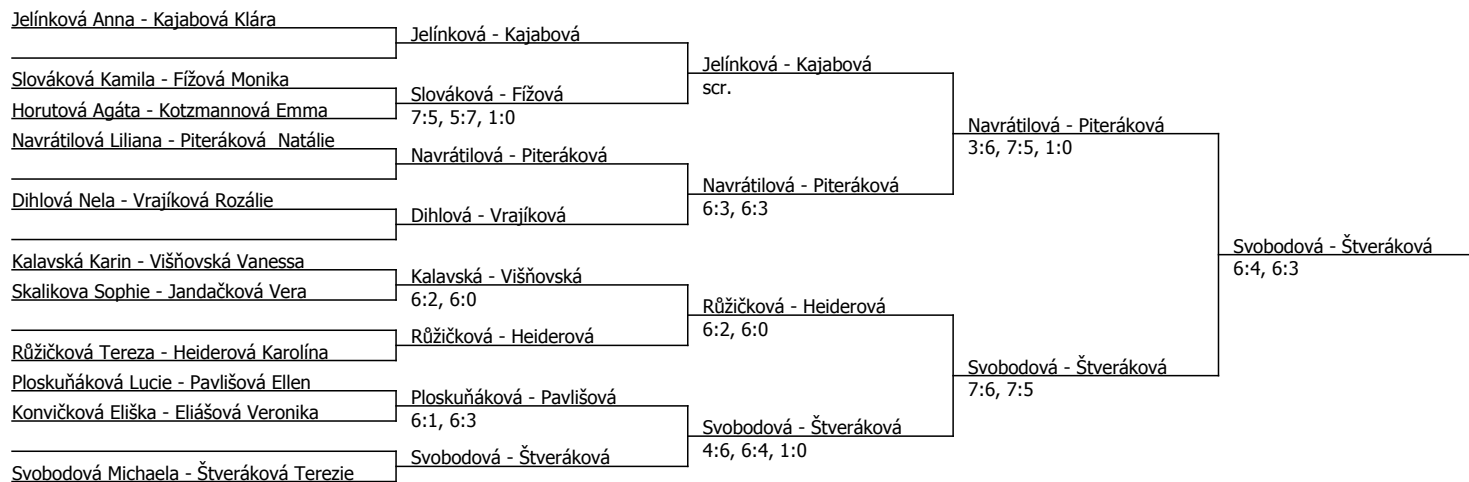 Jelínková Anna - Kajabová Klára
Slováková Kamila - Fížová Monika
Horutová Agáta - Kotzmannová Emma
Navrátilová Liliana - Piteráková  Natálie
Dihlová Nela - Vrajíková Rozálie
Kalavská Karin - Višňovská Vanessa
Skalikova Sophie - Jandačková Vera
Růžičková Tereza - Heiderová Karolína
Ploskuňáková Lucie - Pavlišová Ellen
Konvičková Eliška - Eliášová Veronika
Svobodová Michaela - Štveráková Terezie
Jelínková - Kajabová
Slováková - Fížová
7:5, 5:7, 1:0
Navrátilová - Piteráková
Dihlová - Vrajíková
Kalavská - Višňovská
6:2, 6:0
Růžičková - Heiderová
Ploskuňáková - Pavlišová
6:1, 6:3
Svobodová - Štveráková
Jelínková - Kajabová
scr.
Navrátilová - Piteráková
6:3, 6:3
Růžičková - Heiderová
6:2, 6:0
Svobodová - Štveráková
4:6, 6:4, 1:0
Navrátilová - Piteráková
3:6, 7:5, 1:0
Svobodová - Štveráková
7:6, 7:5
Svobodová - Štveráková
6:4, 6:3